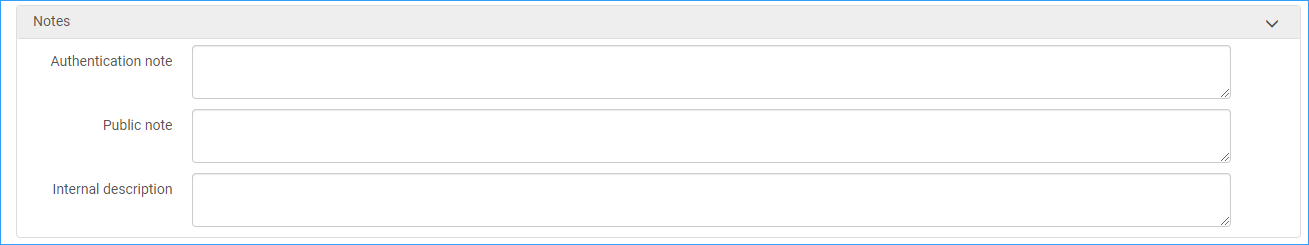 Notes
Authentication note
Public note
Internal description